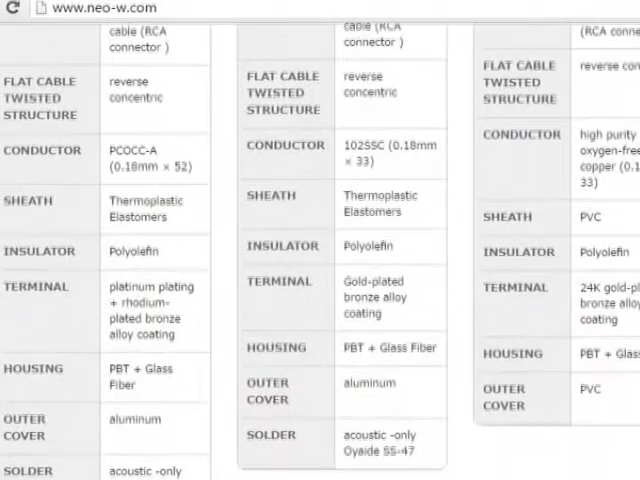 www.neo-w.com
cable (RCA
connector )
FLAT CABLE
TWISTED
STRUCTURE
reverse
concentric
CONDUCTOR
PCOCC-A
(0.18mm × 52)
SHEATH
Thermoplastic
Elastomers
INSULATOR
Polyolefin
TERMINAL
platinum plating
+ rhodium-
plated bronze
alloy coating
HOUSING
PBT + Glass
Fiber
OUTER
COVER
aluminum
SOLDER
acoustic -only
cable (RCA
connector )
FLAT CABLE
TWISTED
STRUCTURE
reverse
concentric
CONDUCTOR
102SSC (0.18mm
× 33)
SHEATH
Thermoplastic
Elastomers
INSULATOR
Polyolefin
TERMINAL
Gold-plated
bronze alloy
coating
HOUSING
PBT + Glass Fiber
OUTER
COVER
aluminum
SOLDER
acoustic -only
Oyaide SS-47
(RCA conne
FLAT CABLE
TWISTED
STRUCTURE
reverse con
CONDUCTOR
high purity
oxygen-free
copper (0.1
33)
SHEATH
PVC
INSULATOR
Polyolefin
TERMINAL
24K gold-pl
bronze alloy
coating
HOUSING
PBT + Glas
OUTER
COVER
PVC